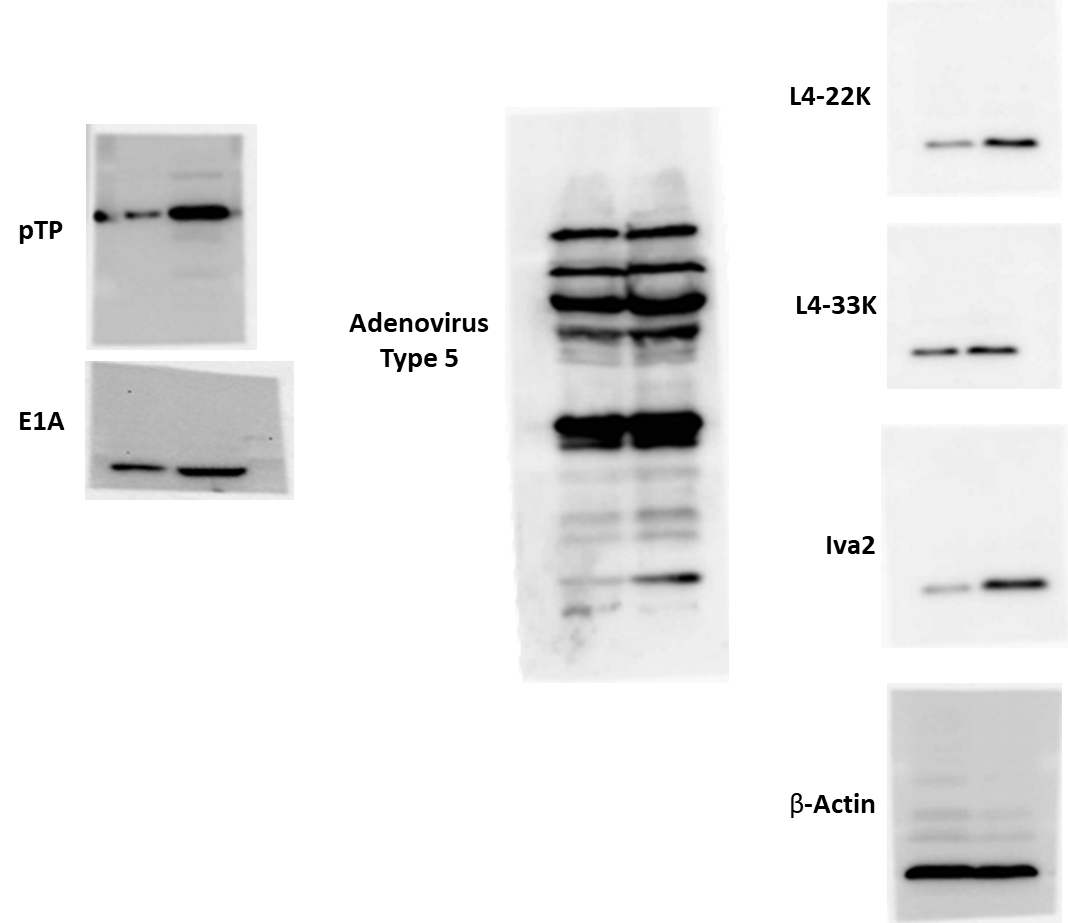 pTP
E1A
Adenovirus
Type 5
L4-22K
L4-33K
Iva2
β-Actin